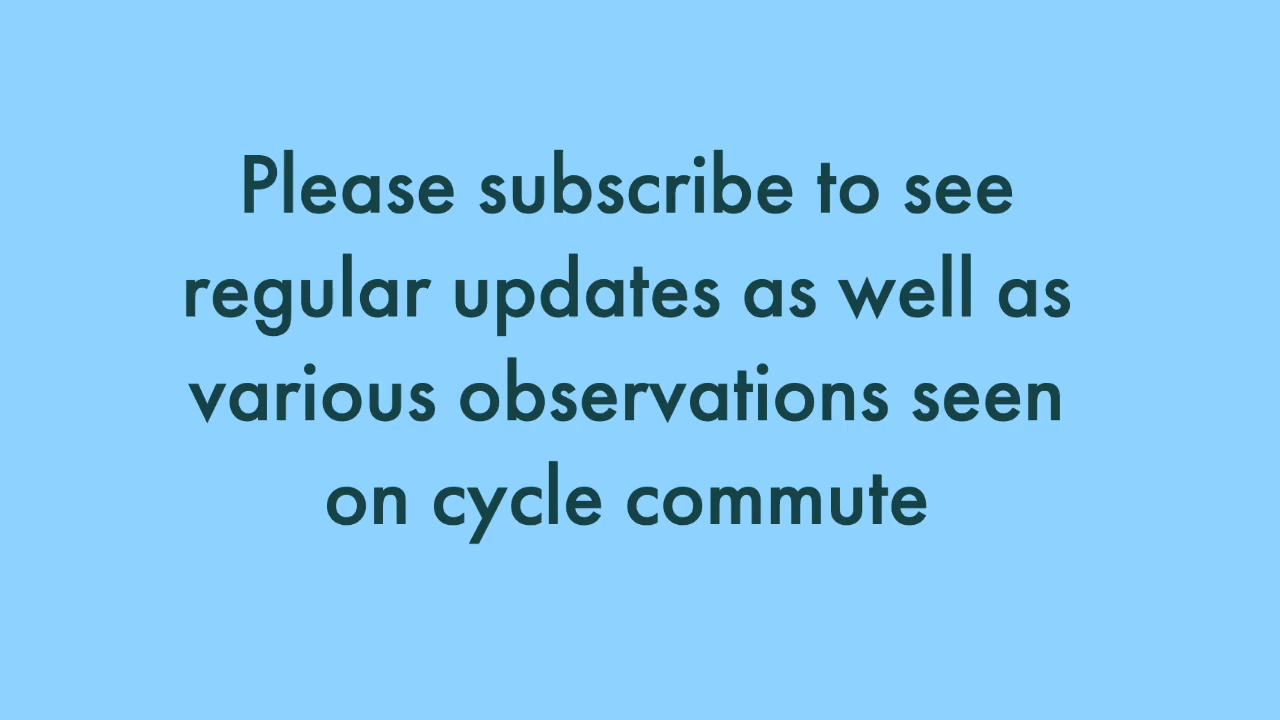 Please subscribe to see
regular updates as well as
various observations seen
on cycle commute